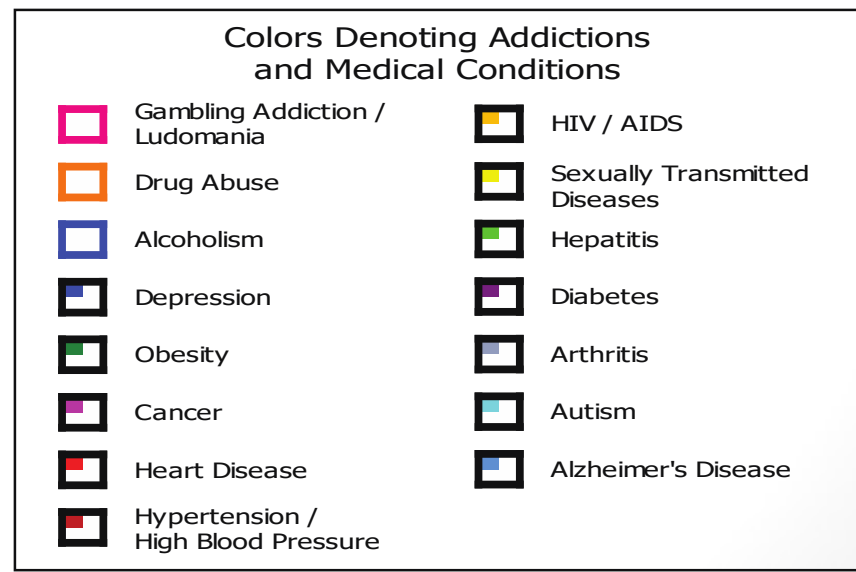 Colors Denoting Addictions
and Medical Conditions
Gambling Addiction /
Ludomania
Drug Abuse
Alcoholism
Depression
Obesity
Cancer
Heart Disease
Hypertension /
High Blood Pressure
HIV / AIDS
Sexually Transmitted
Diseases
Hepatitis
Diabetes
Arthritis
Autism
Alzheimer's Disease